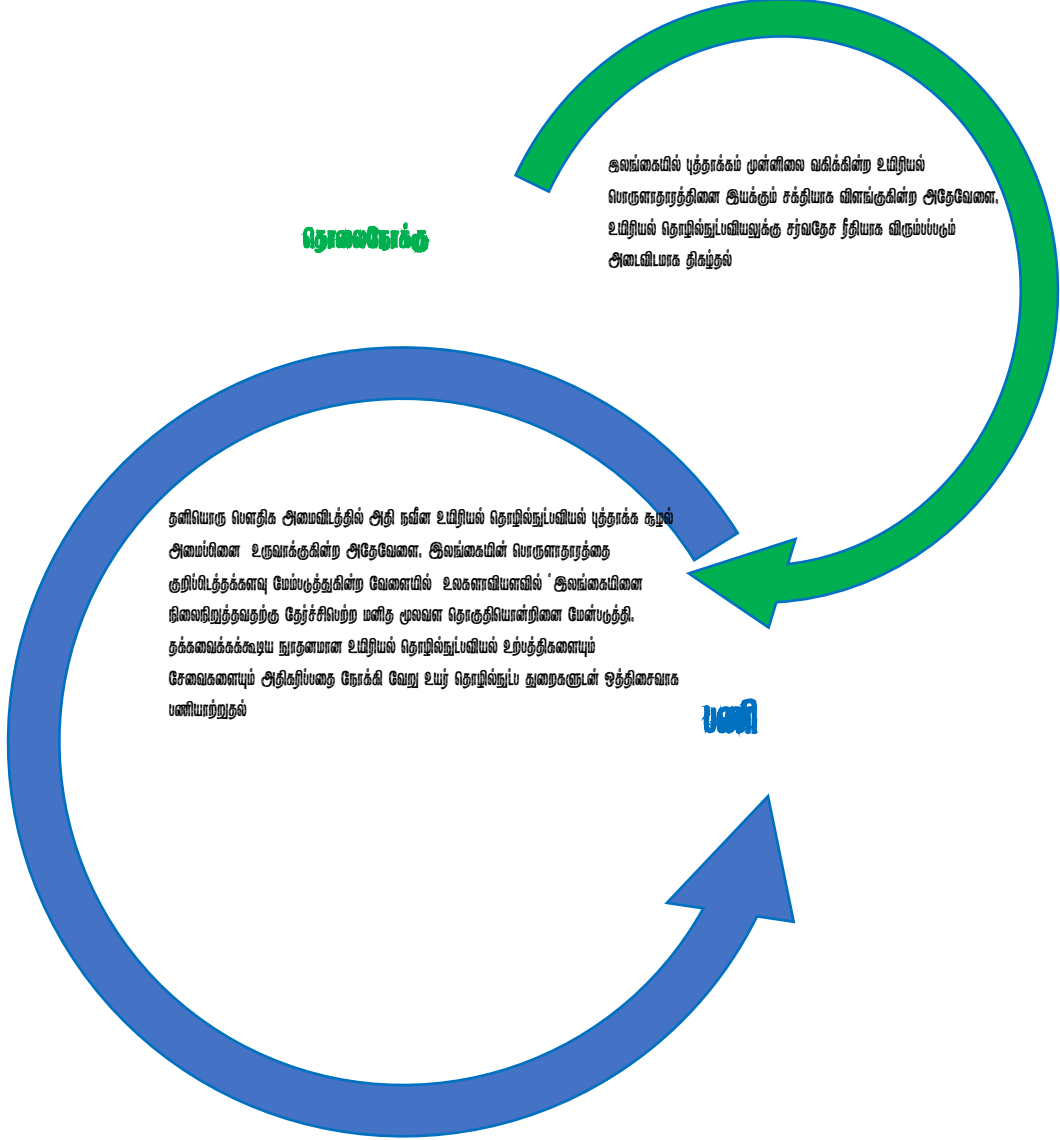 தொலைநோக்கு
இலங்கையில் புத்தாக்கம் முன்னிலை வகிக்கின்ற உயிரியல்
பொருளாதாரத்தினை இயக்கும் சக்தியாக விளங்குகின்ற அதேவேளை,
உயிரியல் தொழில்நுட்பவியலுக்கு சர்வதேச ரீதியாக விரும்பப்படும்
அடைவிடமாக திகழ்தல்
தனியொரு பௌதிக அமைவிடத்தில் அதி நவீன உயிரியல் தொழில்நுட்பவியல் புத்தாக்க சூழல்
அமைப்பினை உருவாக்குகின்ற அதேவேளை, இலங்கையின் பொருளாதாரத்தை
குறிப்பிடத்தக்களவு மேம்படுத்துகின்ற வேளையில் உலகளாவியளவில் ' இலங்கையினை
நிலைநிறுத்தவதற்கு தேர்ச்சிபெற்ற மனித மூலவள தொகுதியொன்றினை மேன்படுத்தி,
தக்கவைக்கக்கூடிய நூதனமான உயிரியல் தொழில்நுட்பவியல் உற்பத்திகளையும்
சேவைகளையும் அதிகரிப்பதை நோக்கி வேறு உயர் தொழில்நுட்ப துறைகளுடன் ஒத்திசைவாக
பணியாற்றுதல்
பணி